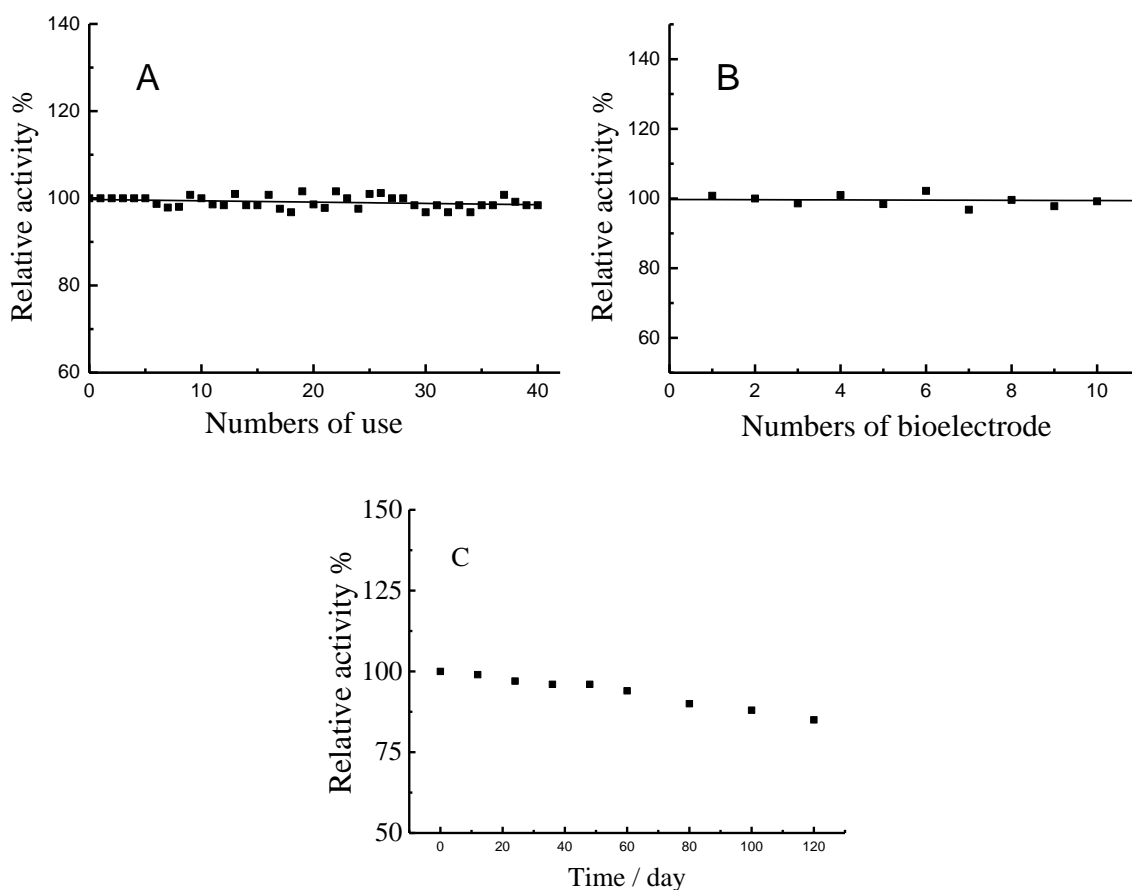 A
Relative activity %
140
120
100
80
60
0 10 20 30 40
Numbers of use
B
Relative activity %
140
120
100
80
60
0 2 4 6 8 10
Numbers of bioelectrode
C
Relative activity %
150
125
100
75
50
0 20 40 60 80 100 120
Time / day